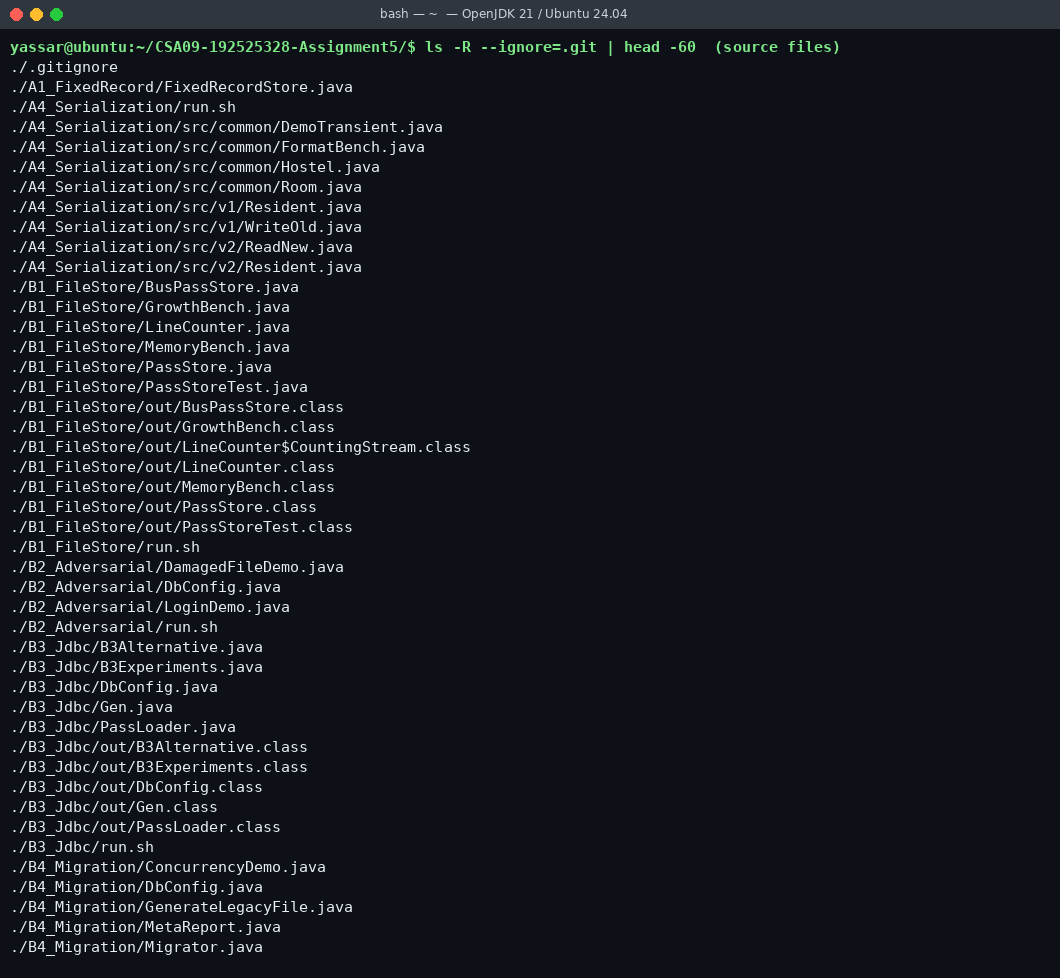 bash — ~  — OpenJDK 21 / Ubuntu 24.04
yassar@ubuntu:~/CSA09-192525328-Assignment5/$ ls -R --ignore=.git | head -60  (source files)
./.gitignore
./A1_FixedRecord/FixedRecordStore.java
./A4_Serialization/run.sh
./A4_Serialization/src/common/DemoTransient.java
./A4_Serialization/src/common/FormatBench.java
./A4_Serialization/src/common/Hostel.java
./A4_Serialization/src/common/Room.java
./A4_Serialization/src/v1/Resident.java
./A4_Serialization/src/v1/WriteOld.java
./A4_Serialization/src/v2/ReadNew.java
./A4_Serialization/src/v2/Resident.java
./B1_FileStore/BusPassStore.java
./B1_FileStore/GrowthBench.java
./B1_FileStore/LineCounter.java
./B1_FileStore/MemoryBench.java
./B1_FileStore/PassStore.java
./B1_FileStore/PassStoreTest.java
./B1_FileStore/out/BusPassStore.class
./B1_FileStore/out/GrowthBench.class
./B1_FileStore/out/LineCounter$CountingStream.class
./B1_FileStore/out/LineCounter.class
./B1_FileStore/out/MemoryBench.class
./B1_FileStore/out/PassStore.class
./B1_FileStore/out/PassStoreTest.class
./B1_FileStore/run.sh
./B2_Adversarial/DamagedFileDemo.java
./B2_Adversarial/DbConfig.java
./B2_Adversarial/LoginDemo.java
./B2_Adversarial/run.sh
./B3_Jdbc/B3Alternative.java
./B3_Jdbc/B3Experiments.java
./B3_Jdbc/DbConfig.java
./B3_Jdbc/Gen.java
./B3_Jdbc/PassLoader.java
./B3_Jdbc/out/B3Alternative.class
./B3_Jdbc/out/B3Experiments.class
./B3_Jdbc/out/DbConfig.class
./B3_Jdbc/out/Gen.class
./B3_Jdbc/out/PassLoader.class
./B3_Jdbc/run.sh
./B4_Migration/ConcurrencyDemo.java
./B4_Migration/DbConfig.java
./B4_Migration/GenerateLegacyFile.java
./B4_Migration/MetaReport.java
./B4_Migration/Migrator.java